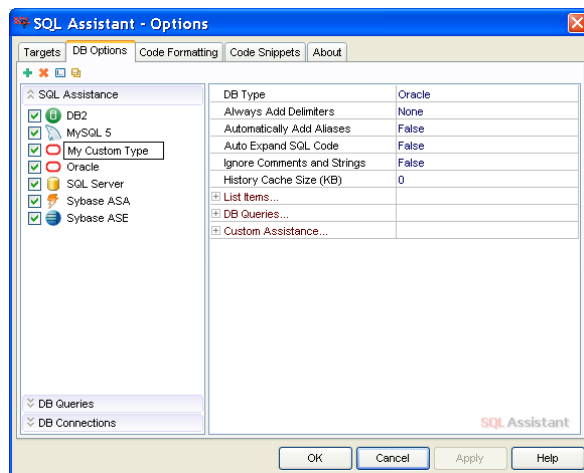 SQL Assistant - Options
Targets DB Options Code Formatting Code Snippets About
SQL Assistance
DB2
MySQL 5
My Custom Type
Oracle
SQL Server
Sybase ASA
Sybase ASE
DB Queries
DB Connections
DB Type Oracle
Always Add Delimiters None
Automatically Add Aliases False
Auto Expand SQL Code False
Ignore Comments and Strings False
History Cache Size (KB) 0
List Items...
DB Queries...
Custom Assistance...
SQL Assistant
OK Cancel Apply Help